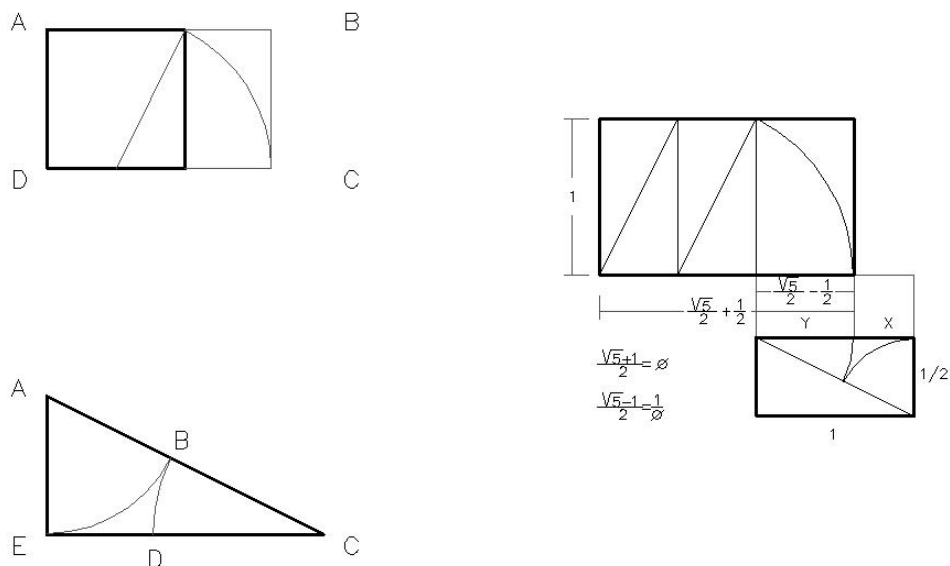 A B
D C
1
√5/2 - 1/2
√5/2 + 1/2
Y X
√5+1/2 = ø
1/2
√5-1/2 = 1/ø
1
A
B
E D C